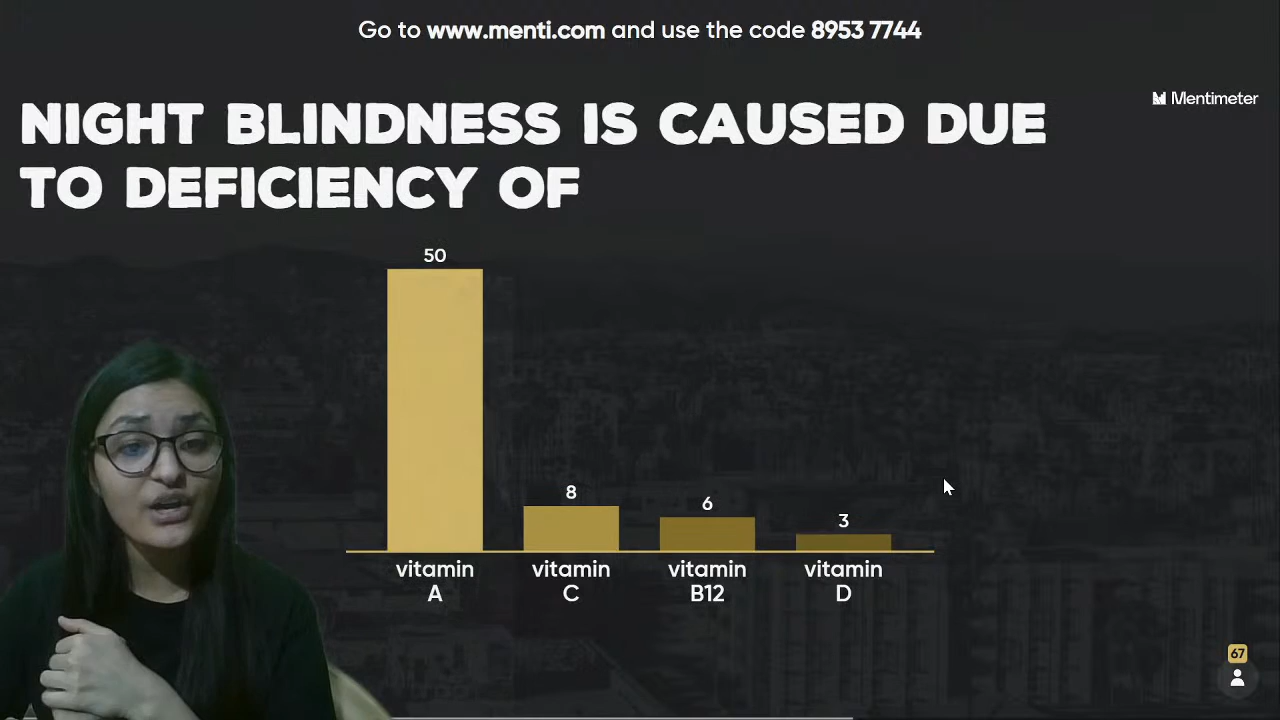 Go to www.menti.com and use the code 8953 7744
Mentimeter
NIGHT BLINDNESS IS CAUSED DUE
TO DEFICIENCY OF
50
8
6
3
vitamin
A
vitamin
C
vitamin
B12
vitamin
D
67